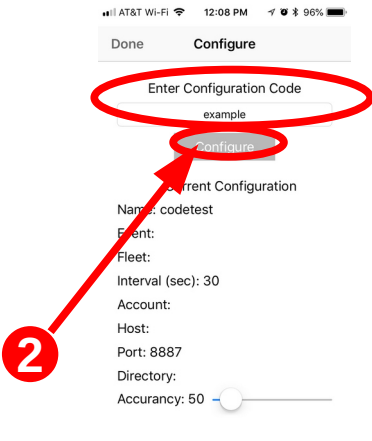 AT&T Wi-Fi 12:08 PM 96%
Done Configure
Enter Configuration Code
example
Configure
Current Configuration
Name: codetest
Event:
Fleet:
Interval (sec): 30
Account:
Host:
2
Port: 8887
Directory:
Accurancy: 50